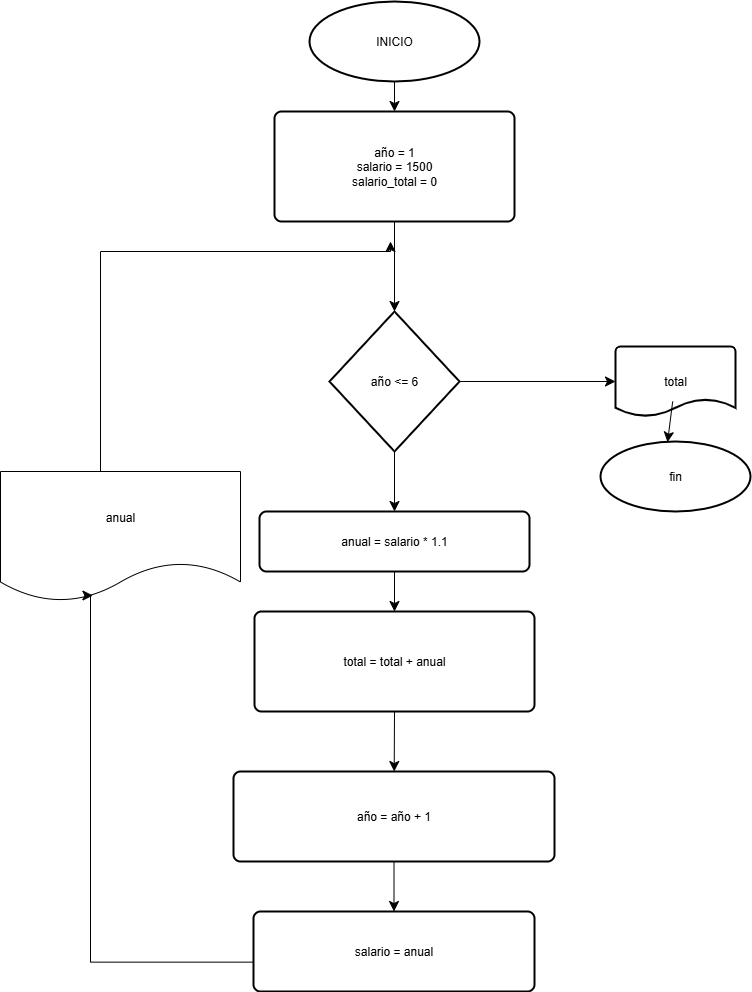 INICIO
año = 1
salario = 1500
salario_total = 0
año <= 6
total
fin
anual
anual = salario * 1.1
total = total + anual
año = año + 1
salario = anual